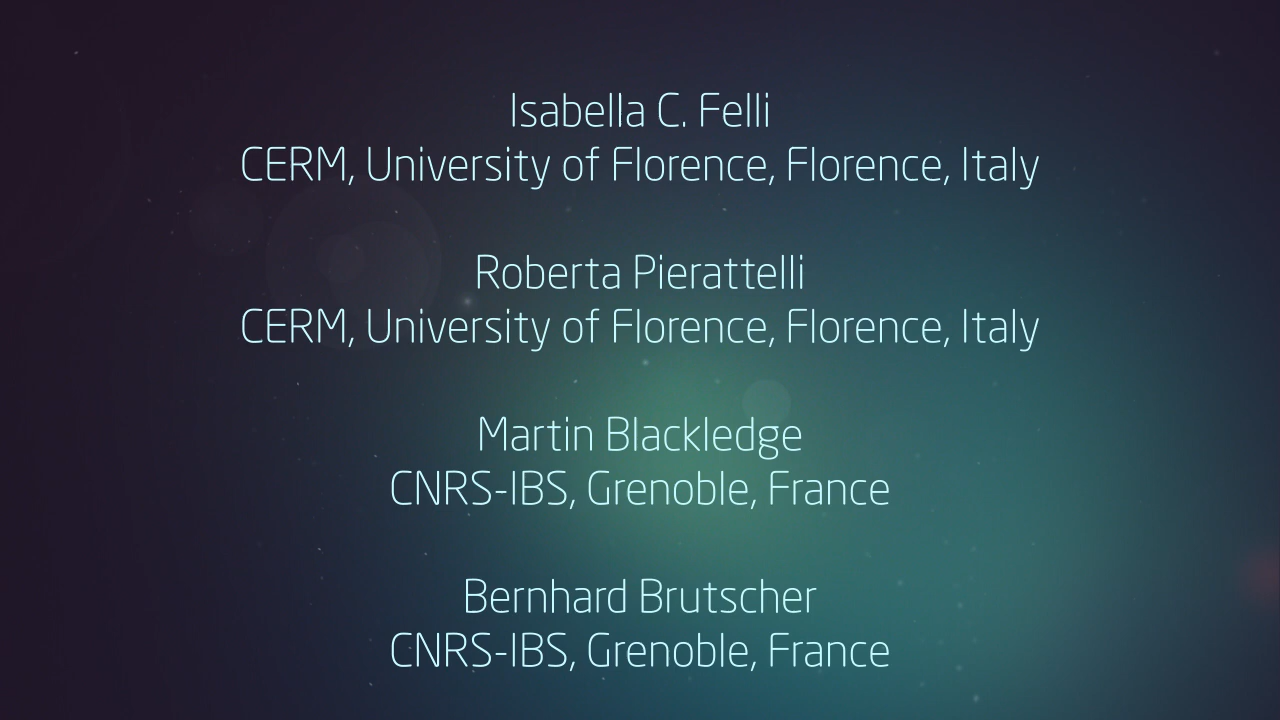 Isabella C. Felli
CERM, University of Florence, Florence, Italy
Roberta Pierattelli
CERM, University of Florence, Florence, Italy
Martin Blackledge
CNRS-IBS, Grenoble, France
Bernhard Brutscher
CNRS-IBS, Grenoble, France